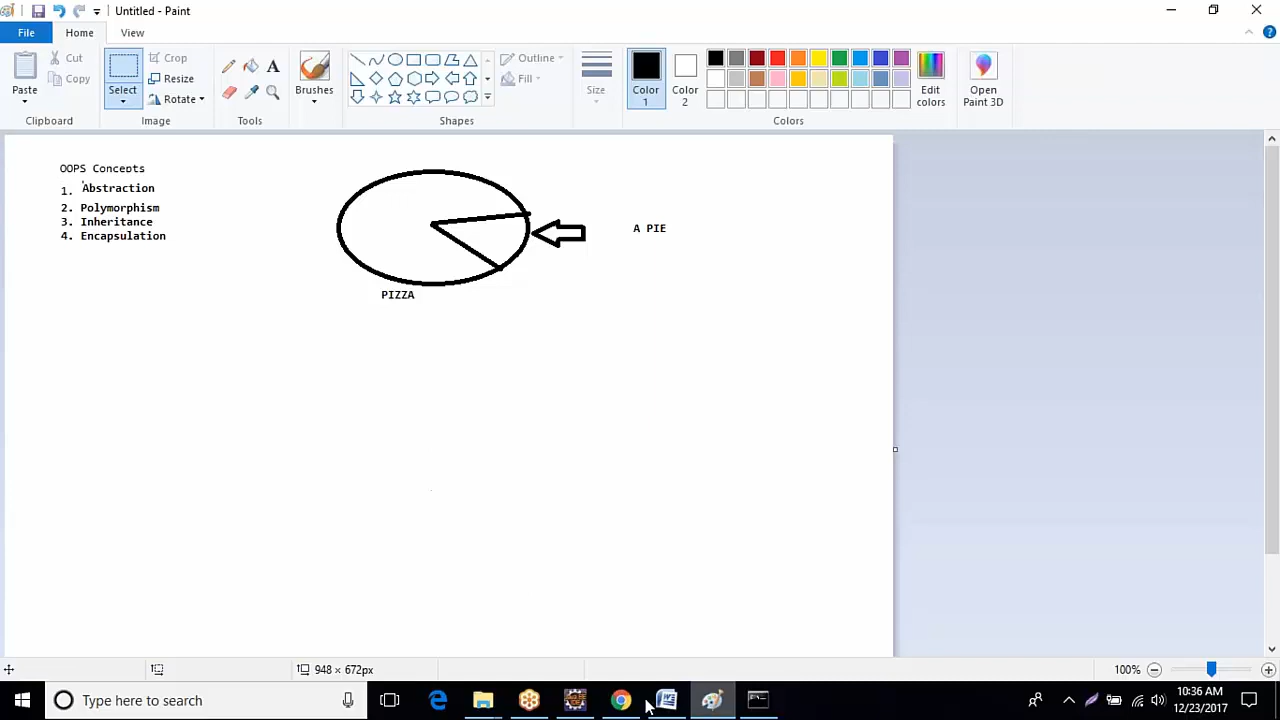 Untitled - Paint
File
Home
View
Paste
Cut
Copy
Clipboard
Select
Crop
Resize
Rotate
Image
A
Tools
Brushes
Outline
Fill
Shapes
Size
Color
1
Color
2
Edit
colors
Colors
Open
Paint 3D
OOPS Concepts
1. Abstraction
2. Polymorphism
3. Inheritance
4. Encapsulation
A PIE
PIZZA
948 × 672px
100%
Type here to search
10:36 AM
12/23/2017